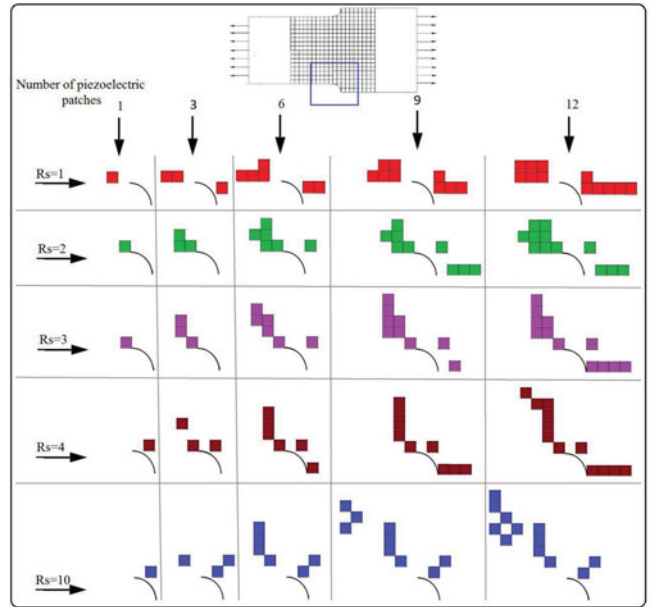 Number of piezoelectric
patches
1
3
6
9
12
Rs=1
Rs=2
Rs=3
Rs=4
Rs=10